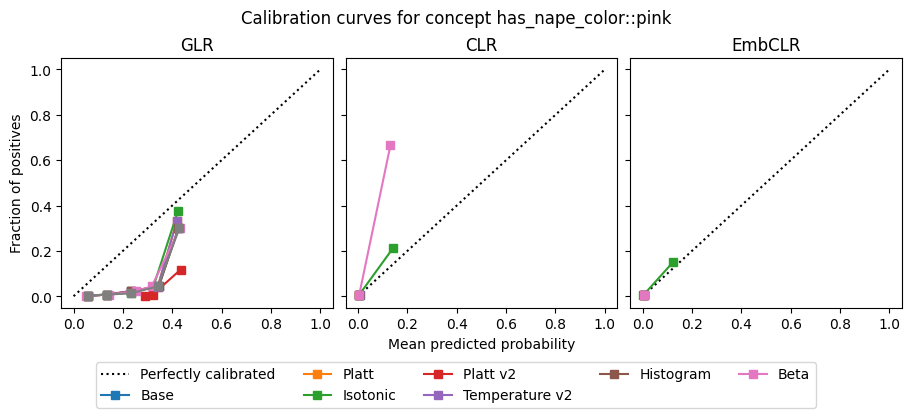 Calibration curves for concept has_nape_color::pink
GLR
CLR
EmbCLR
1.0
0.8
0.6
0.4
0.2
0.0
Fraction of positives
0.0 0.2 0.4 0.6 0.8 1.0
0.0 0.2 0.4 0.6 0.8 1.0
0.0 0.2 0.4 0.6 0.8 1.0
Mean predicted probability
Perfectly calibrated
Base
Platt
Isotonic
Platt v2
Temperature v2
Histogram
Beta